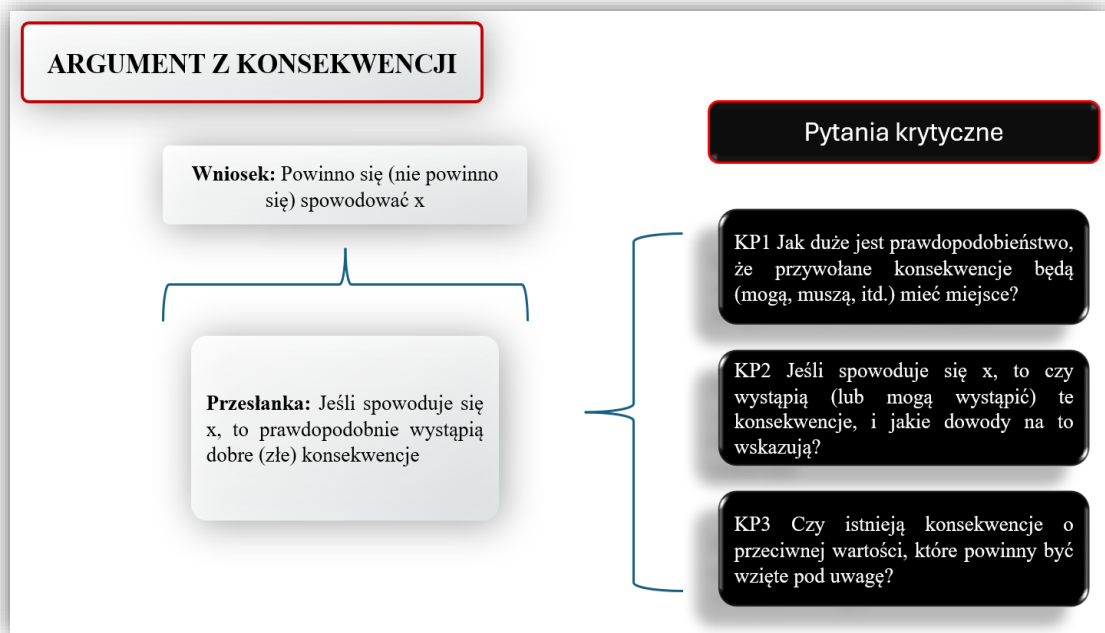 ARGUMENT Z KONSEKWENCJI
Wniosek: Powinno się (nie powinno
się) spowodować x
Przesłanka: Jeśli spowoduje się
x, to prawdopodobnie wystąpią
dobre (złe) konsekwencje
Pytania krytyczne
KP1 Jak duże jest prawdopodobieństwo,
że przywołane konsekwencje będą
(mogą, muszą, itd.) mieć miejsce?
KP2 Jeśli spowoduje się x, to czy
wystąpią (lub mogą wystąpić) te
konsekwencje, i jakie dowody na to
wskazują?
KP3 Czy istnieją konsekwencje o
przeciwnej wartości, które powinny być
wzięte pod uwagę?